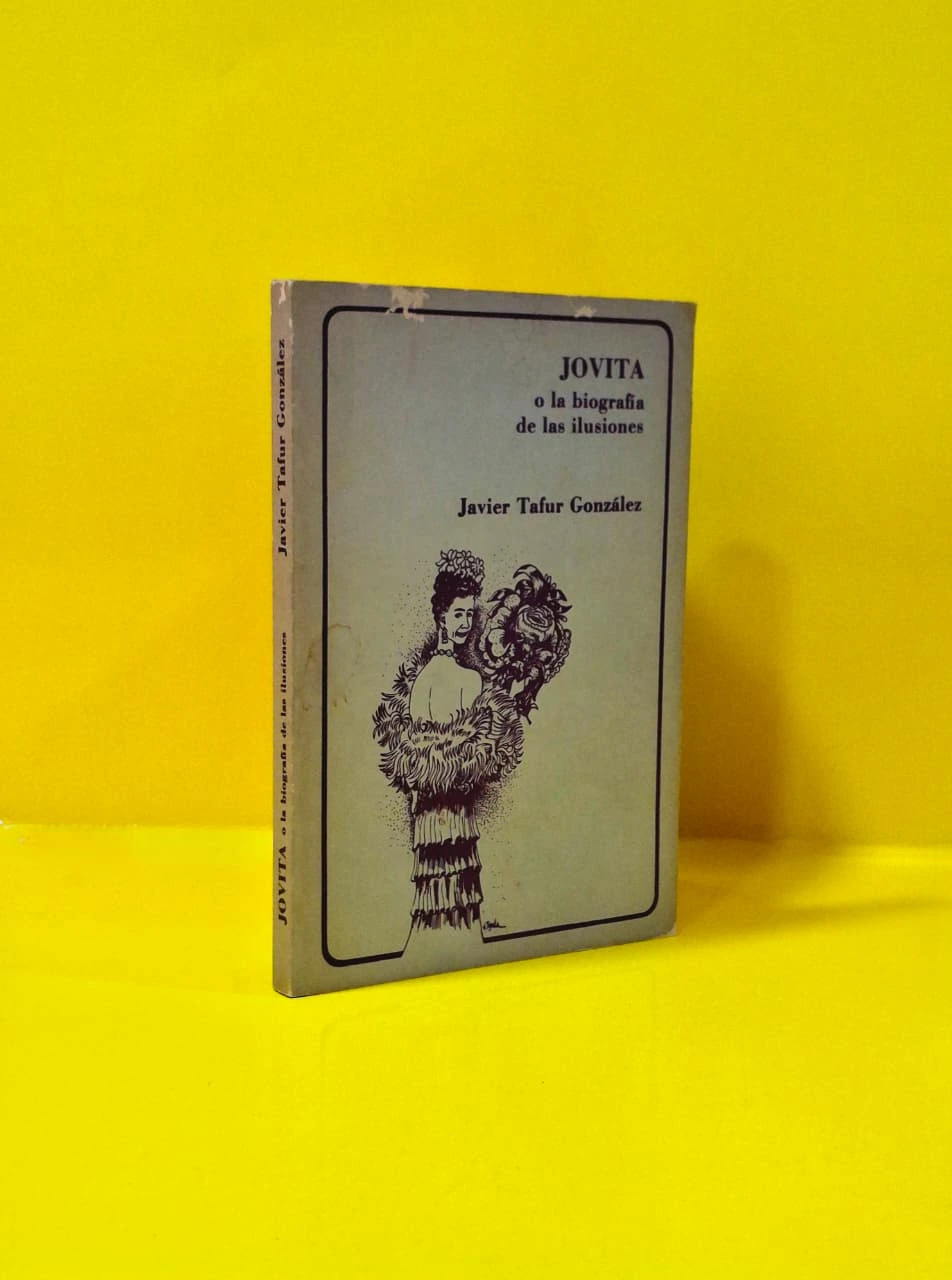 JOVITA
o la biografía
de las ilusiones
Javier Tafur González
JOVITA o la biografía de las ilusiones Javier Tafur González